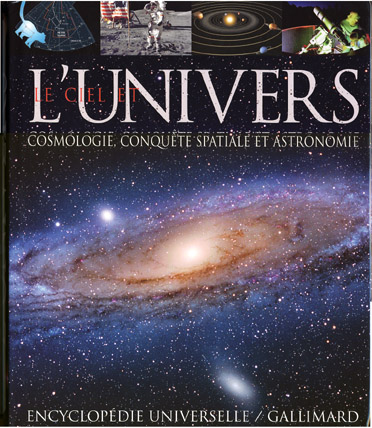 LE CIEL ET
L'UNIVERS
COSMOLOGIE, CONQUÊTE SPATIALE ET ASTRONOMIE
ENCYCLOPÉDIE UNIVERSELLE / GALLIMARD